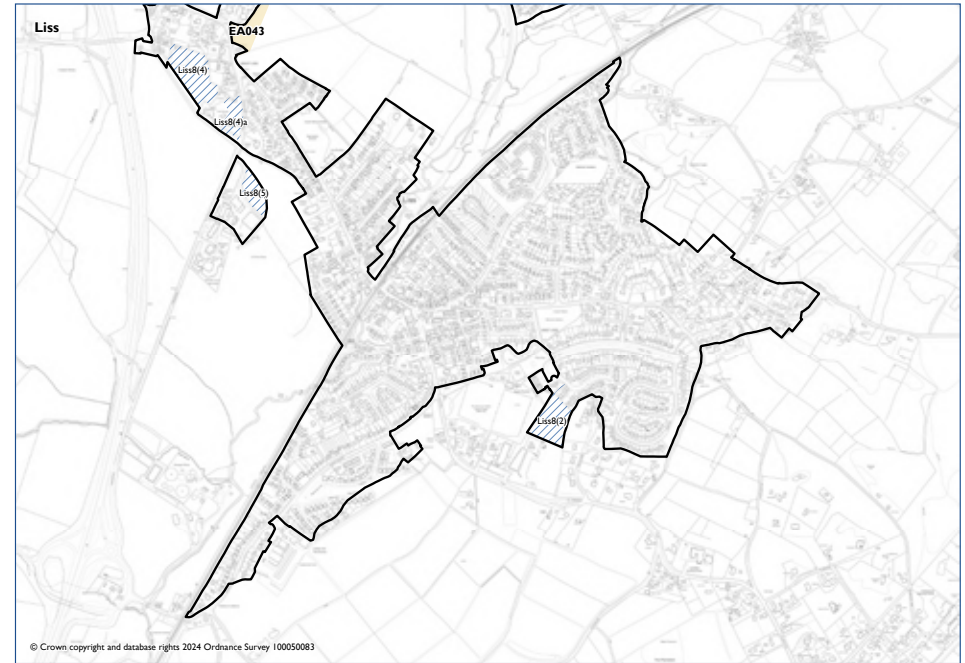 Liss
EA043
Liss8(4)
Liss8(4)a
Liss8(5)
Liss8(2)
© Crown copyright and database rights 2024 Ordnance Survey 100050083